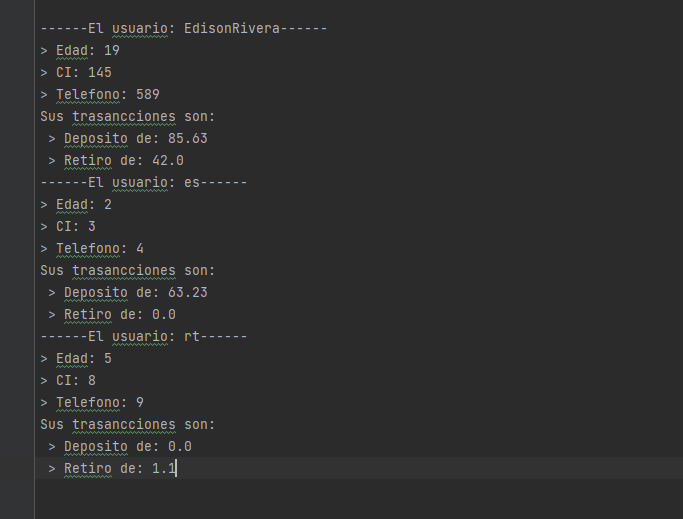 ------El usuario: EdisonRivera------
> Edad: 19
> CI: 145
> Telefono: 589
Sus trasancciones son:
 > Deposito de: 85.63
 > Retiro de: 42.0
------El usuario: es------
> Edad: 2
> CI: 3
> Telefono: 4
Sus trasancciones son:
 > Deposito de: 63.23
 > Retiro de: 0.0
------El usuario: rt------
> Edad: 5
> CI: 8
> Telefono: 9
Sus trasancciones son:
 > Deposito de: 0.0
 > Retiro de: 1.1